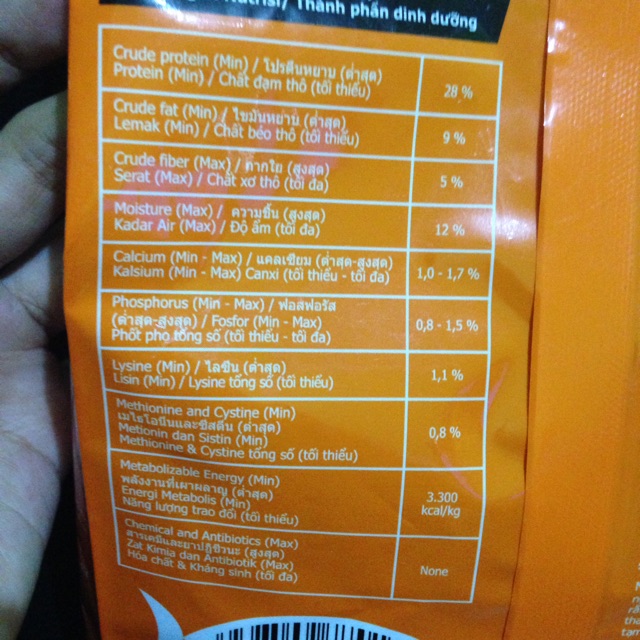 Nutrisi/ Thành phần dinh dưỡng
Crude protein (Min) / โปรตีนหยาบ (ต่ำสุด)
Protein (Min) / Chất đạm thô (tối thiểu)
28 %
Crude fat (Min) / ไขมันหยาบ (ต่ำสุด)
Lemak (Min) / Chất béo thô (tối thiểu)
9 %
Crude fiber (Max) / กากใย (สูงสุด)
Serat (Max) / Chất xơ thô (tối đa)
5 %
Moisture (Max) / ความชื้น (สูงสุด)
Kadar Air (Max) / Độ ẩm (tối đa)
12 %
Calcium (Min - Max) / แคลเซียม (ต่ำสุด-สูงสุด)
Kalsium (Min - Max) Canxi (tối thiểu - tối đa)
1,0 - 1,7 %
Phosphorus (Min - Max) / ฟอสฟอรัส
(ต่ำสุด-สูงสุด) / Fosfor (Min - Max)
Phốt pho tổng số (tối thiểu - tối đa)
0,8 - 1,5 %
Lysine (Min) / ไลซีน (ต่ำสุด)
Lisin (Min) / Lysine tổng số (tối thiểu)
1,1 %
Methionine and Cystine (Min)
เมไธโอนีนและซีสตีน (ต่ำสุด)
Metionin dan Sistin (Min)
Methionine & Cystine tổng số (tối thiểu)
0,8 %
Metabolizable Energy (Min)
พลังงานที่เผาผลาญ (ต่ำสุด)
Energi Metabolis (Min)
Năng lượng trao đổi (tối thiểu)
3.300
kcal/kg
Chemical and Antibiotics (Max)
สารเคมีและยาปฏิชีวนะ (สูงสุด)
Zat Kimia dan Antibiotik (Max)
Hóa chất & Kháng sinh (tối đa)
None